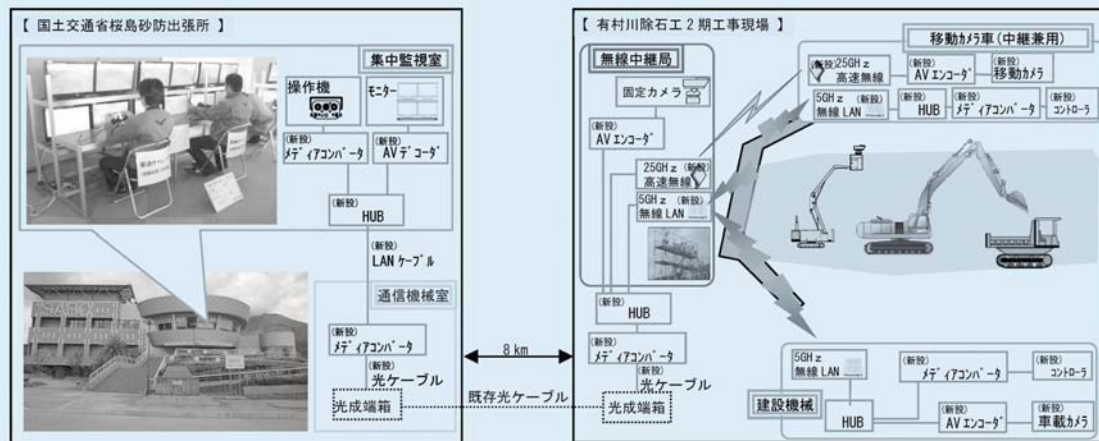 【 国土交通省桜島砂防出張所 】
集中監視室
操作機
モニター
(新設)
メディアコンバータ
(新設)
AVデコーダ
(新設)
HUB
(新設)
LANケーブル
通信機械室
(新設)
メディアコンバータ
(新設)
光ケーブル
光成端箱
8km
既存光ケーブル
【 有村川除石工2期工事現場 】
無線中継局
固定カメラ
(新設)
AVエンコーダ
25GHz (新設)
高速無線
5GHz (新設)
無線LAN
(新設)
HUB
(新設)
メディアコンバータ
(新設)
光ケーブル
光成端箱
移動カメラ車(中継兼用)
(新設) 25GHz
高速無線
(新設)
AVエンコーダ
(新設)
移動カメラ
5GHz (新設)
無線LAN
(新設)
HUB
(新設)
メディアコンバータ
(新設)
コントローラ
5GHz (新設)
無線LAN
(新設)
メディアコンバータ
(新設)
コントローラ
建設機械
(新設)
HUB
(新設)
AVエンコーダ
(新設)
車載カメラ